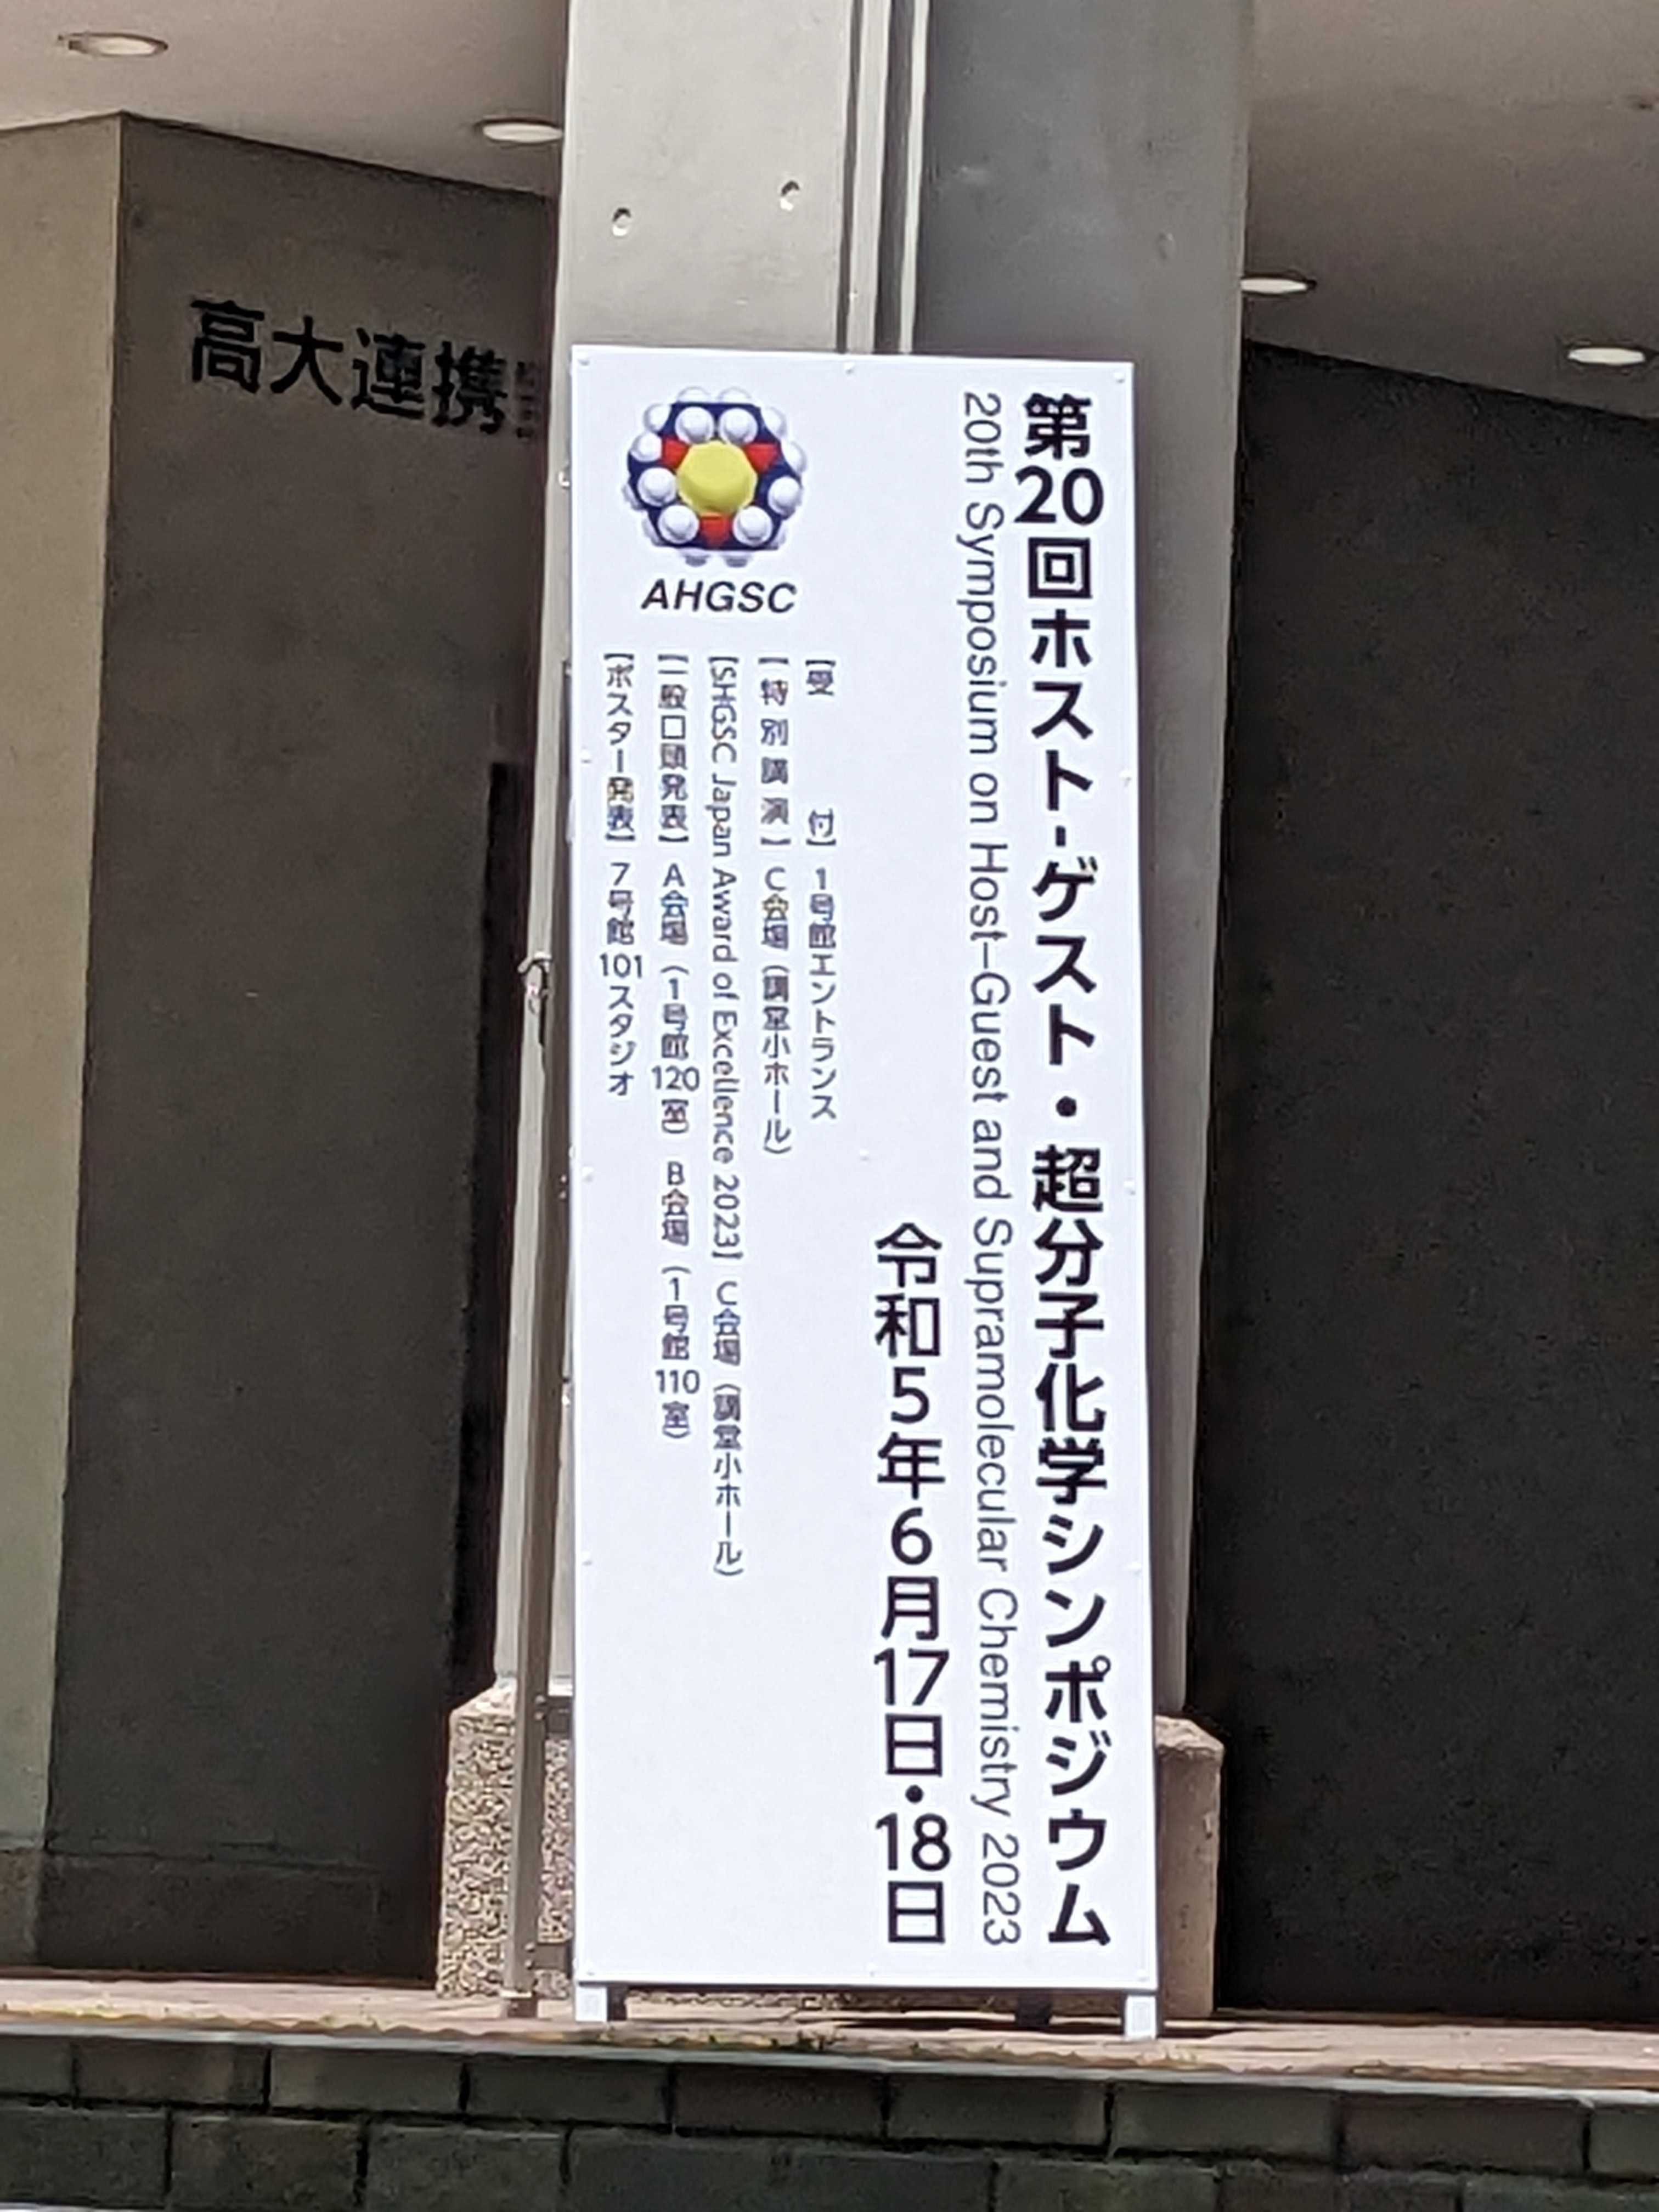 高大連携
第20回ホスト-ゲスト・超分子化学シンポジウム
20th Symposium on Host–Guest and Supramolecular Chemistry 2023
令和5年6月17日・18日
AHGSC
【受付】1号館エントランス
【特別講演】C会場（講堂小ホール）
【SHGSC Japan Award of Excellence 2023】C会場（講堂小ホール）
【一般口頭発表】A会場（1号館120室） B会場（1号館110室）
【ポスター発表】7号館101スタジオ